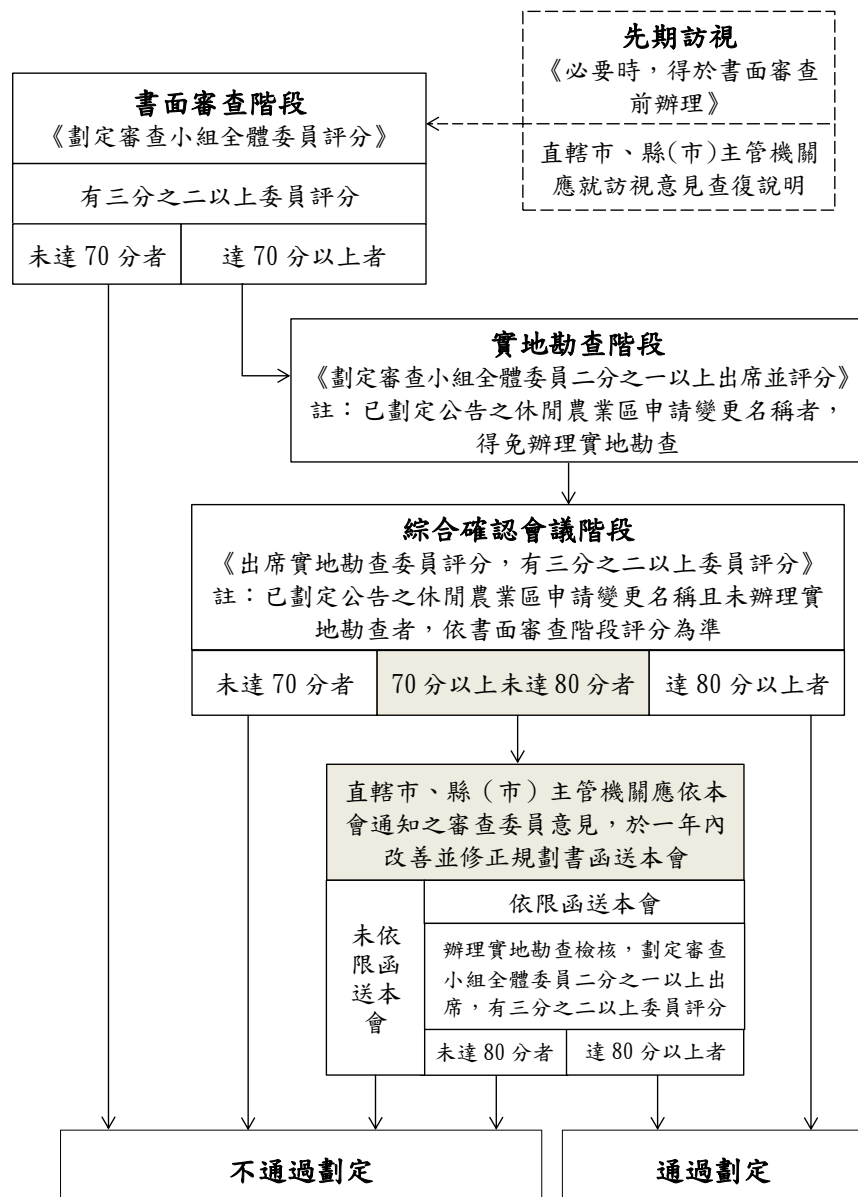 先期訪視
《必要時，得於書面審查
前辦理》
直轄市、縣(市)主管機關
應就訪視意見查復說明
書面審查階段
《劃定審查小組全體委員評分》
有三分之二以上委員評分
未達 70 分者
達 70 分以上者
實地勘查階段
《劃定審查小組全體委員二分之一以上出席並評分》
註：已劃定公告之休閒農業區申請變更名稱者，
得免辦理實地勘查
綜合確認會議階段
《出席實地勘查委員評分，有三分之二以上委員評分》
註：已劃定公告之休閒農業區申請變更名稱且未辦理實
地勘查者，依書面審查階段評分為準
未達 70 分者
70 分以上未達 80 分者
達 80 分以上者
直轄市、縣（市）主管機關應依本
會通知之審查委員意見，於一年內
改善並修正規劃書函送本會
未依
限函
送本
會
依限函送本會
辦理實地勘查檢核，劃定審查
小組全體委員二分之一以上出
席，有三分之二以上委員評分
未達 80 分者
達 80 分以上者
不通過劃定
通過劃定